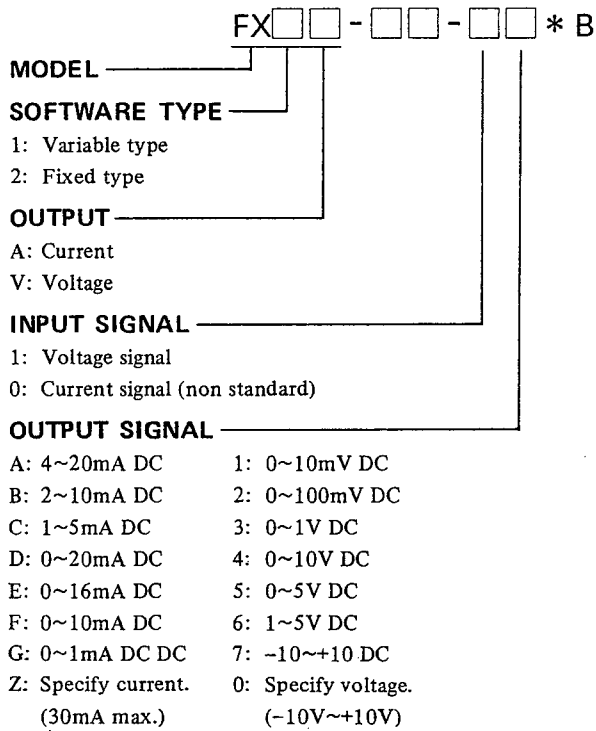 FX□□-□□-□□*B
MODEL
SOFTWARE TYPE
1: Variable type
2: Fixed type
OUTPUT
A: Current
V: Voltage
INPUT SIGNAL
1: Voltage signal
0: Current signal (non standard)
OUTPUT SIGNAL
A: 4~20mA DC 1: 0~10mV DC
B: 2~10mA DC 2: 0~100mV DC
C: 1~5mA DC 3: 0~1V DC
D: 0~20mA DC 4: 0~10V DC
E: 0~16mA DC 5: 0~5V DC
F: 0~10mA DC 6: 1~5V DC
G: 0~1mA DC DC 7: -10~+10 DC
Z: Specify current. 0: Specify voltage.
(30mA max.) (-10V~+10V)